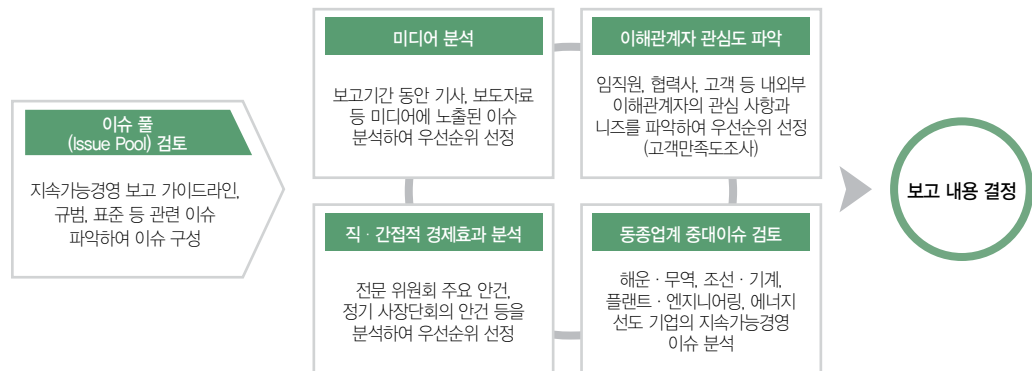 이슈 풀
(Issue Pool) 검토
지속가능경영 보고 가이드라인,
규범, 표준 등 관련 이슈
파악하여 이슈 구성
미디어 분석
보고기간 동안 기사, 보도자료
등 미디어에 노출된 이슈
분석하여 우선순위 선정
이해관계자 관심도 파악
임직원, 협력사, 고객 등 내외부
이해관계자의 관심 사항과
니즈를 파악하여 우선순위 선정
(고객만족도조사)
직 · 간접적 경제효과 분석
전문 위원회 주요 안건,
정기 사장단회의 안건 등을
분석하여 우선순위 선정
동종업계 중대이슈 검토
해운 · 무역, 조선 · 기계,
플랜트 · 엔지니어링, 에너지
선도 기업의 지속가능경영
이슈 분석
보고 내용 결정